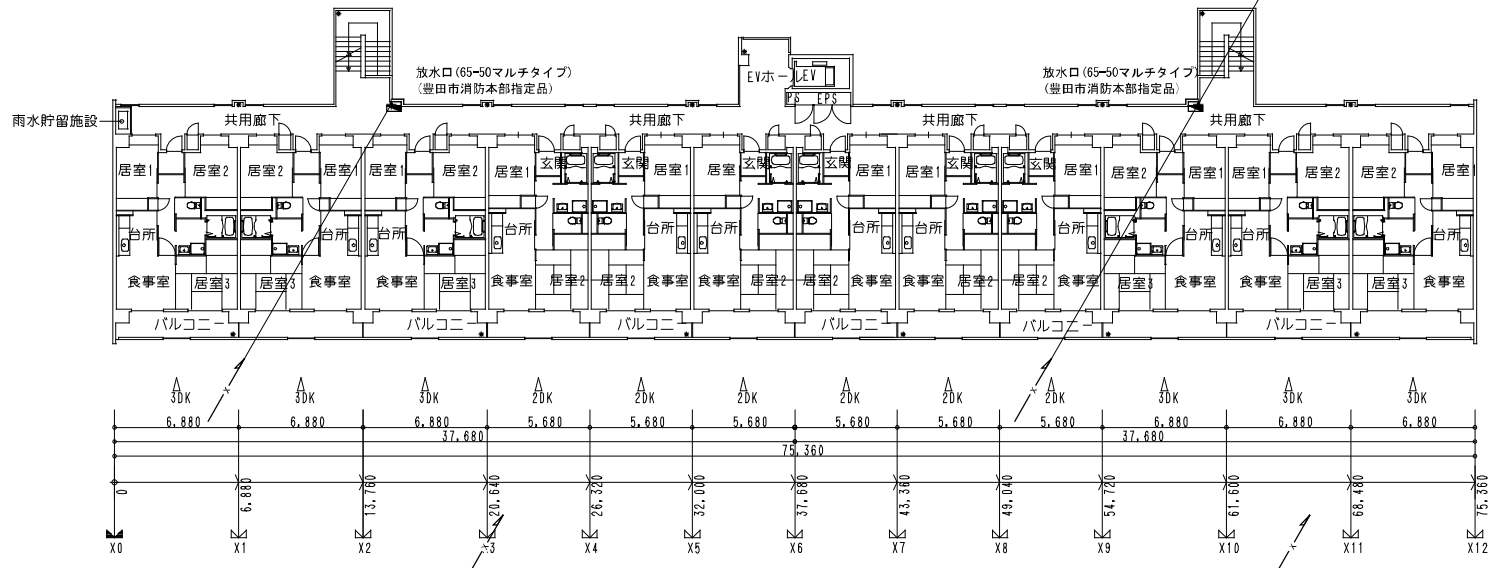 放水口(65-50マルチタイプ)
(豊田市消防本部指定品)
EVホール
EV
PS
EPS
放水口(65-50マルチタイプ)
(豊田市消防本部指定品)
雨水貯留施設
共用廊下
共用廊下
共用廊下
共用廊下
居室1
居室2
居室2
居室1
居室1
居室2
居室1
玄関
玄関
居室1
居室1
玄関
玄関
居室1
居室1
玄関
玄関
居室1
居室2
居室1
居室1
居室2
居室2
居室1
台所
台所
台所
台所
台所
台所
台所
台所
台所
台所
台所
台所
食事室
居室3
居室3
食事室
食事室
居室3
食事室
居室2
居室2
食事室
食事室
居室2
居室2
食事室
食事室
居室2
居室2
食事室
居室3
食事室
食事室
居室3
居室3
食事室
バルコニー
バルコニー
バルコニー
バルコニー
バルコニー
バルコニー
3DK
3DK
3DK
2DK
2DK
2DK
2DK
2DK
2DK
3DK
3DK
3DK
6,880
6,880
6,880
5,680
5,680
5,680
5,680
5,680
5,680
6,880
6,880
6,880
37,680
37,680
75,360
0
6,880
13,760
20,640
26,320
32,000
37,680
43,360
49,040
54,720
61,600
68,480
75,360
X0
X1
X2
X3
X4
X5
X6
X7
X8
X9
X10
X11
X12